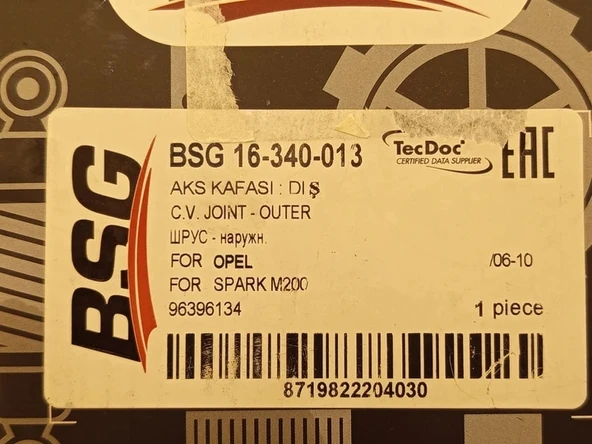 BSG
BSG 16-340-013
TecDoc®
CERTIFIED DATA SUPPLIER
EAC
AKS KAFASI : DIŞ
C.V. JOINT - OUTER
ШРУС - наружн.
FOR OPEL /06-10
FOR SPARK M200
96396134 1 piece
8719822204030